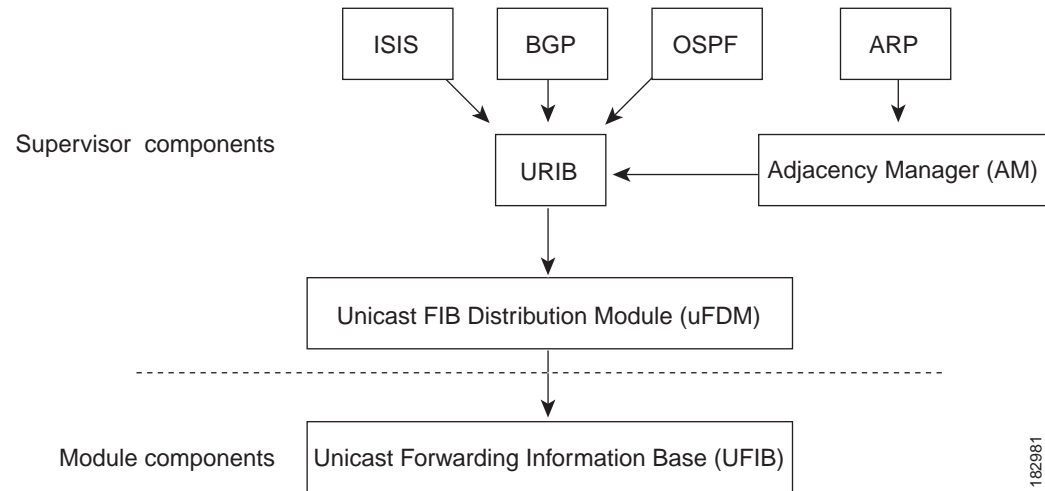 ISIS
BGP
OSPF
ARP
Supervisor components
URIB
Adjacency Manager (AM)
Unicast FIB Distribution Module (uFDM)
Module components
Unicast Forwarding Information Base (UFIB)
182981